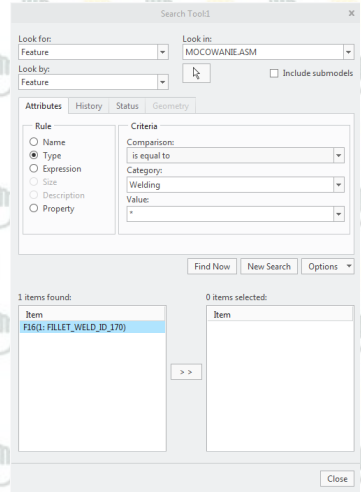 Search Tool:1
x
Look for:
Look in:
Feature
MOCOWANIE.ASM
Look by:
Feature
Include submodels
Attributes History Status Geometry
Rule
Criteria
Name
Type
Expression
Size
Description
Property
Comparison:
is equal to
Category:
Welding
Value:
*
Find Now New Search Options
1 items found:
0 items selected:
Item
Item
F16(1: FILLET_WELD_ID_170)
>>
Close